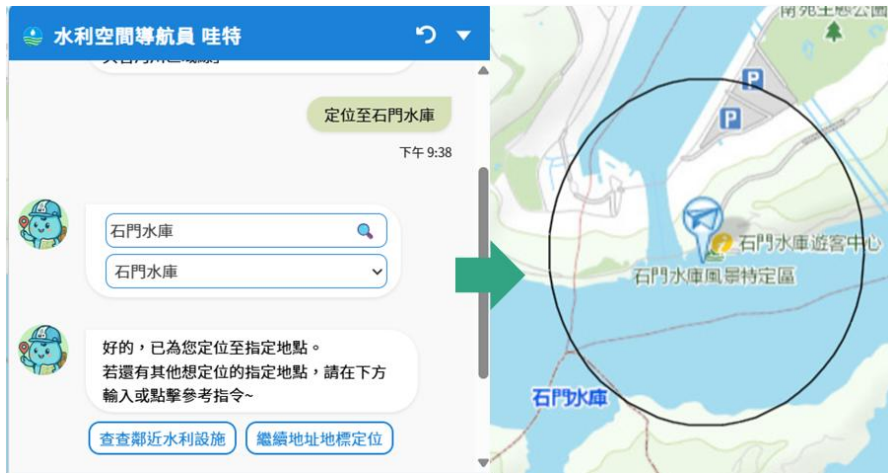 水利空間導航員 哇特
定位至石門水庫
下午 9:38
石門水庫
石門水庫
好的，已為您定位至指定地點。
若還有其他想定位的指定地點，請在下方
輸入或點擊參考指令~
查查鄰近水利設施
繼續地址地標定位
南苑生態公園
P
P
石門水庫遊客中心
石門水庫風景特定區
石門水庫